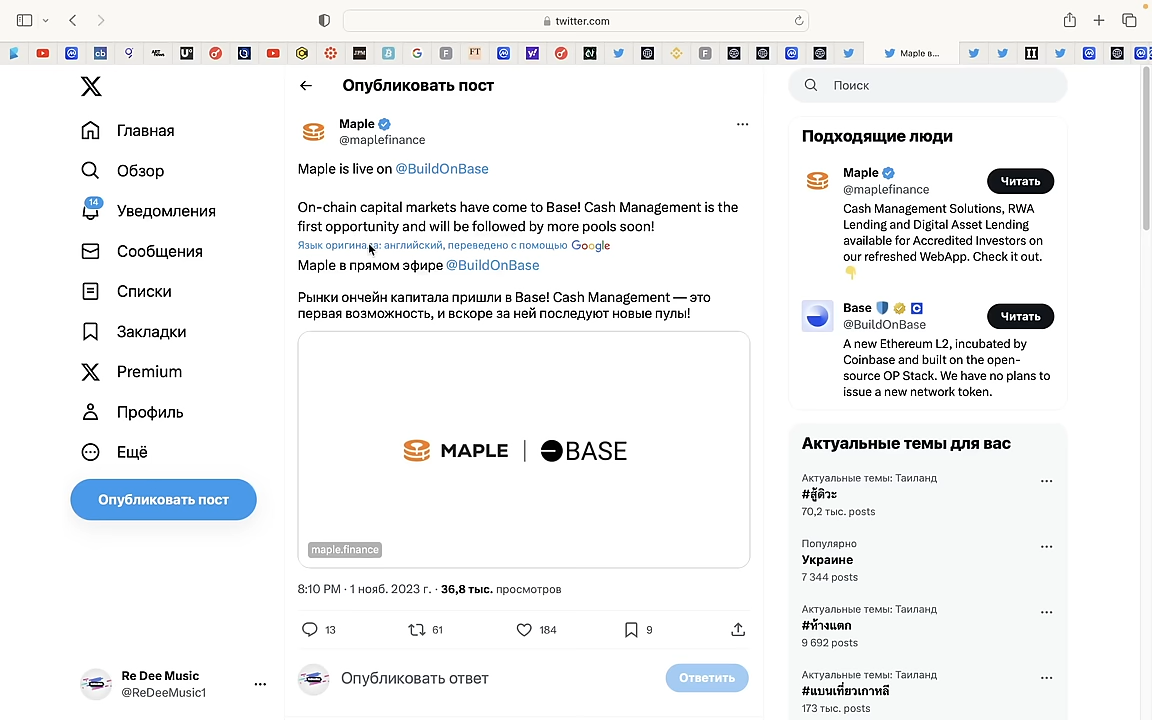 twitter.com
Maple в...
Главная
Обзор
14
Уведомления
Сообщения
Списки
Закладки
Premium
Профиль
Ещё
Опубликовать пост
Re Dee Music
@ReDeeMusic1
Опубликовать пост
Maple
@maplefinance
Maple is live on @BuildOnBase
On-chain capital markets have come to Base! Cash Management is the
first opportunity and will be followed by more pools soon!
Язык оригинала: английский, переведено с помощью Google
Maple в прямом эфире @BuildOnBase
Рынки ончейн капитала пришли в Base! Cash Management — это
первая возможность, и вскоре за ней последуют новые пулы!
MAPLE | BASE
maple.finance
8:10 PM · 1 нояб. 2023 г. · 36,8 тыс. просмотров
13 61 184 9
Опубликовать ответ
Ответить
Поиск
Подходящие люди
Maple
@maplefinance
Читать
Cash Management Solutions, RWA
Lending and Digital Asset Lending
available for Accredited Investors on
our refreshed WebApp. Check it out.
Base
@BuildOnBase
Читать
A new Ethereum L2, incubated by
Coinbase and built on the open-
source OP Stack. We have no plans to
issue a new network token.
Актуальные темы для вас
Актуальные темы: Таиланд
#สู้ดิวะ
70,2 тыс. posts
Популярно
Украине
7 344 posts
Актуальные темы: Таиланд
#ห้างแตก
9 692 posts
Актуальные темы: Таиланд
#แบนเที่ยวเกาหลี
173 тыс. posts